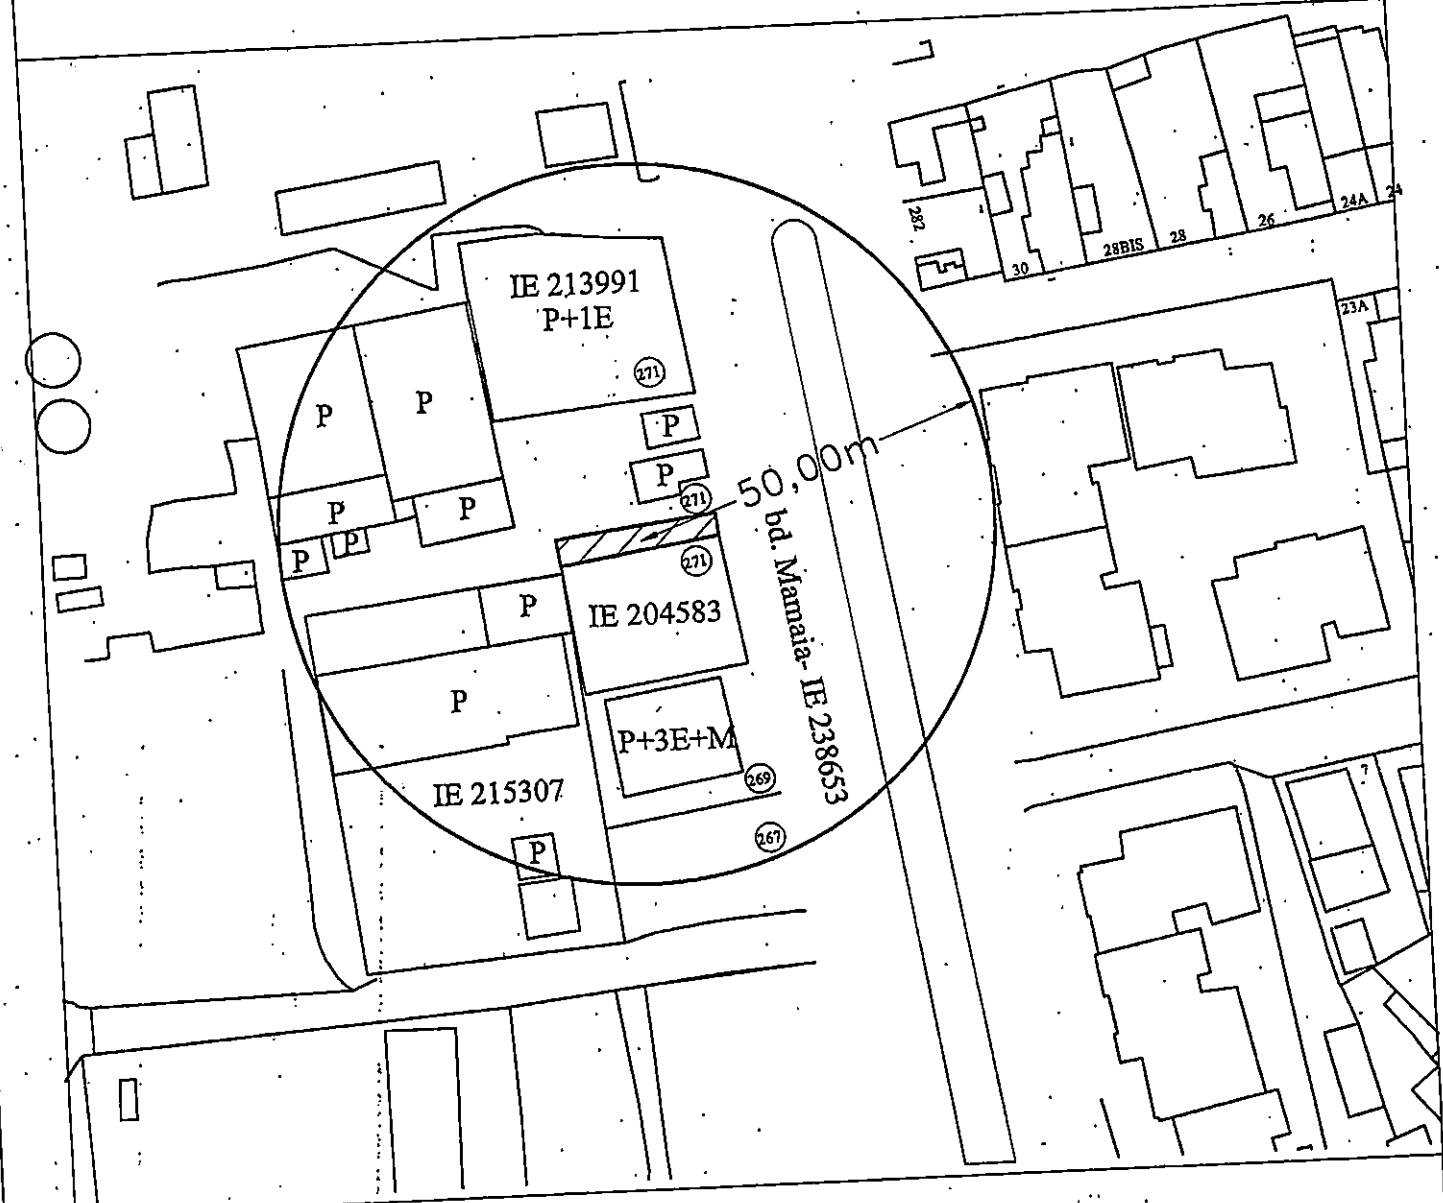 24
24A
26
28
28BIS
282
30
23A
IE 213991
P+1E
271
P
P
P
P
50,00m
271
P
P
P
P
271
bd. Mamaia- IE 238653
P
IE 204583
P
P+3E+M
269
IE 215307
7
267
P